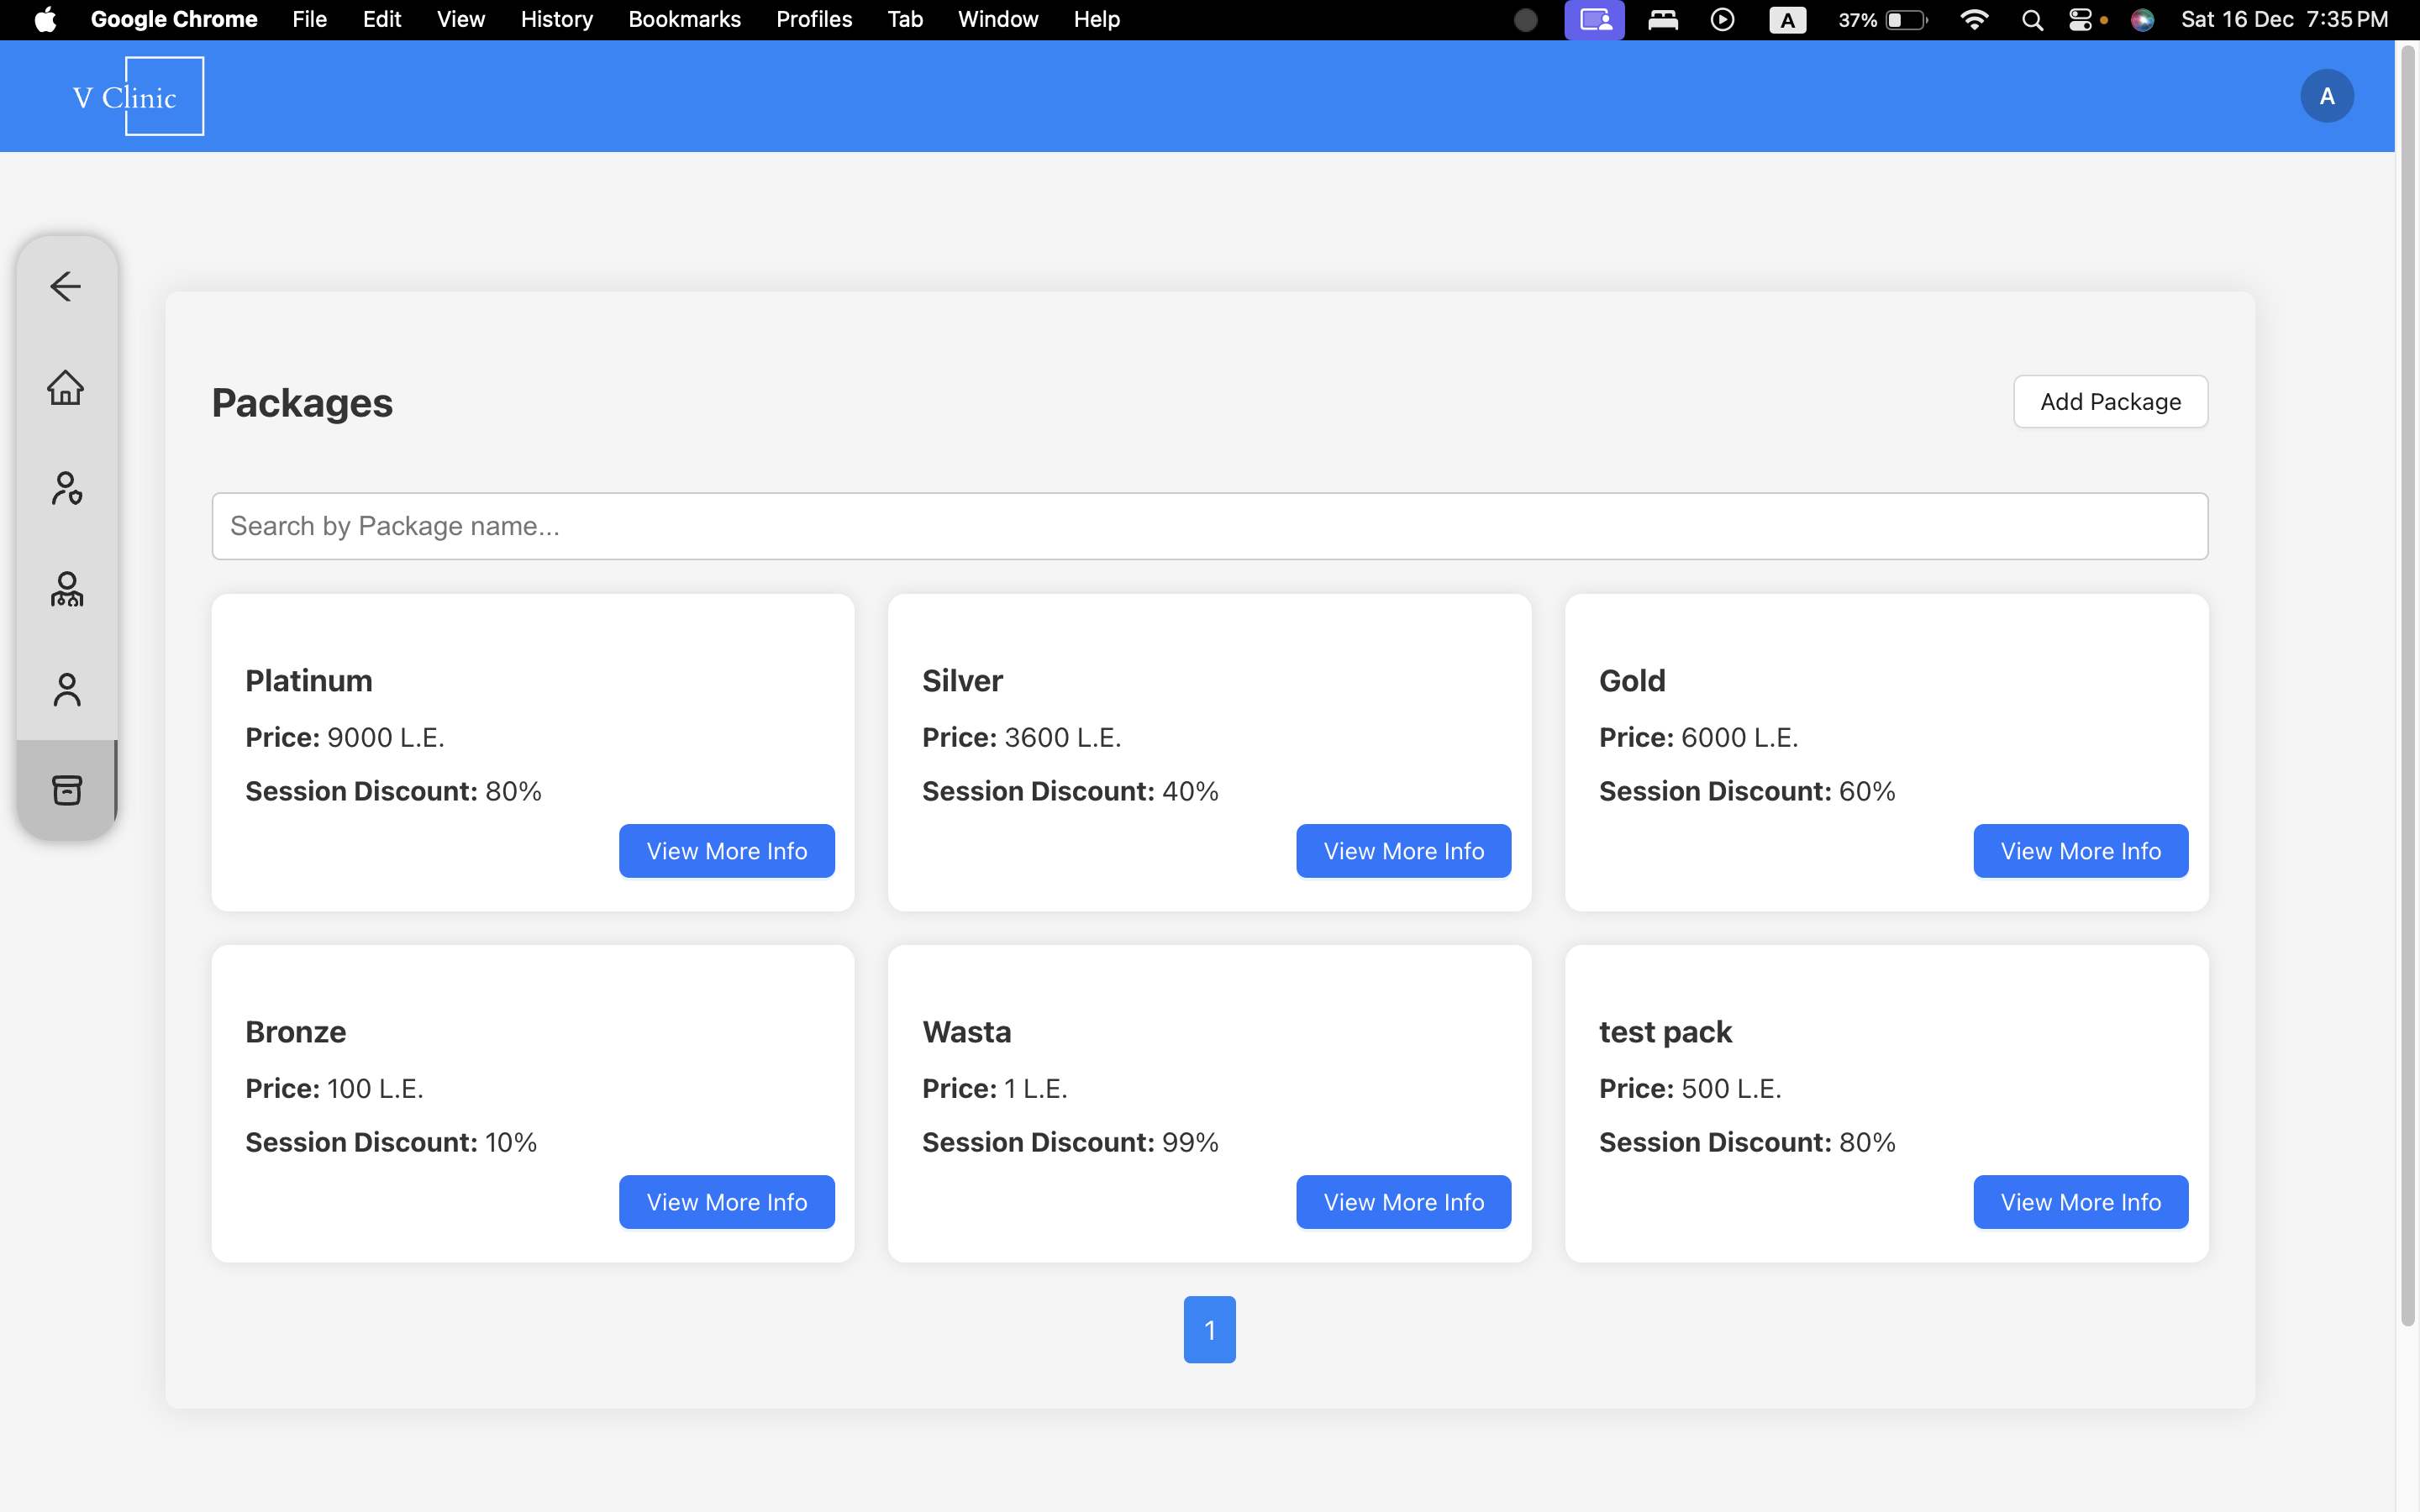 Google Chrome File Edit View History Bookmarks Profiles Tab Window Help A 37% Sat 16 Dec 7:35 PM
V Clinic
A
Packages
Add Package
Search by Package name...
Platinum
Price: 9000 L.E.
Session Discount: 80%
View More Info
Silver
Price: 3600 L.E.
Session Discount: 40%
View More Info
Gold
Price: 6000 L.E.
Session Discount: 60%
View More Info
Bronze
Price: 100 L.E.
Session Discount: 10%
View More Info
Wasta
Price: 1 L.E.
Session Discount: 99%
View More Info
test pack
Price: 500 L.E.
Session Discount: 80%
View More Info
1